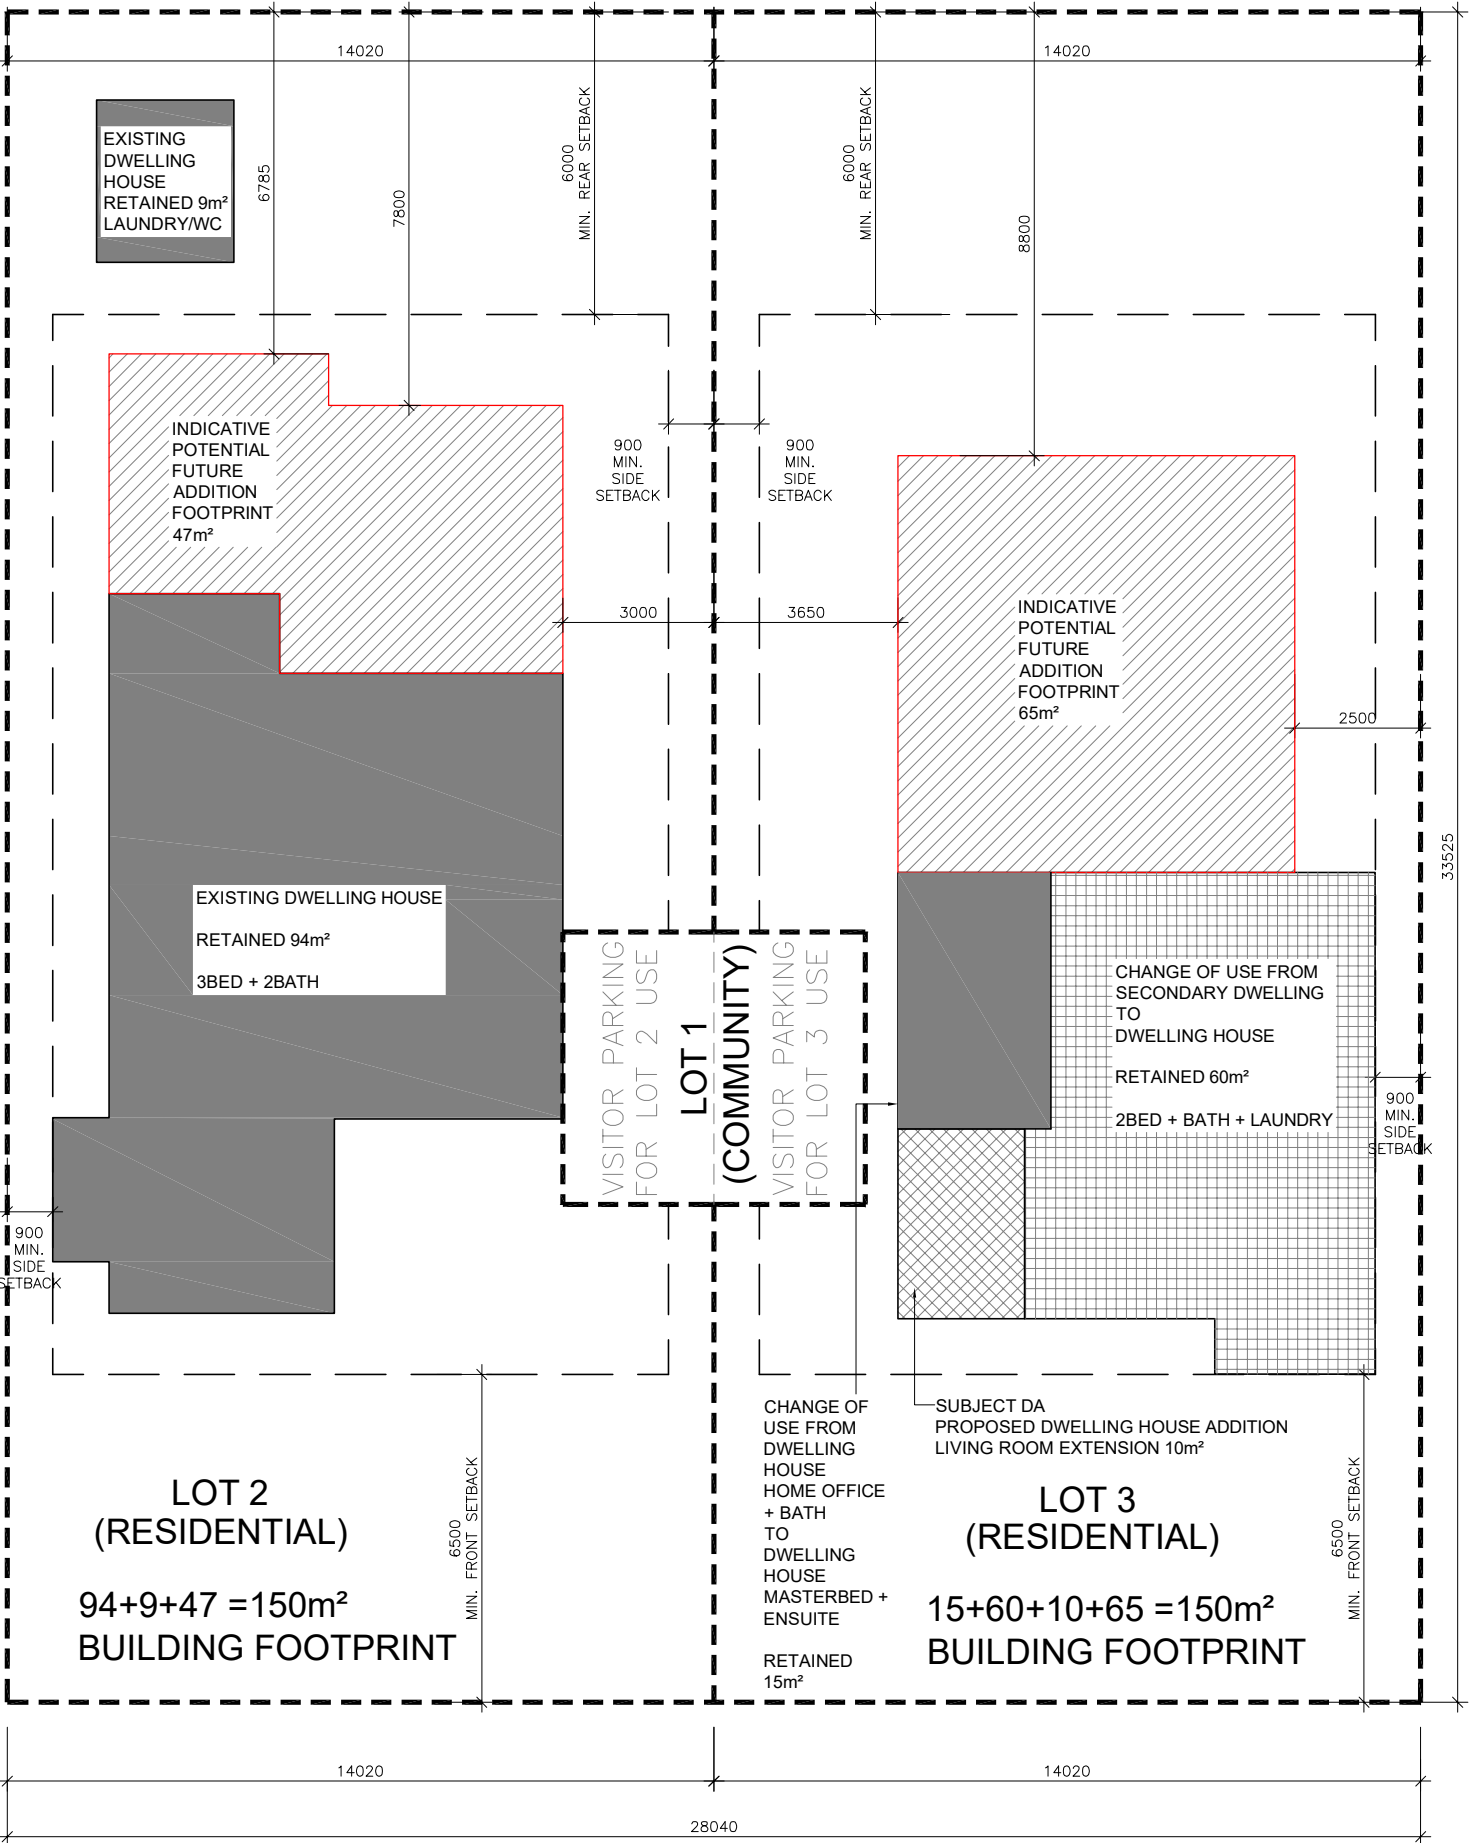 14020
14020
EXISTING
DWELLING
HOUSE
RETAINED 9m²
LAUNDRY/WC
6785
7800
6000
MIN. REAR SETBACK
6000
MIN. REAR SETBACK
8800
INDICATIVE
POTENTIAL
FUTURE
ADDITION
FOOTPRINT
47m²
900
MIN.
SIDE
SETBACK
900
MIN.
SIDE
SETBACK
3000
3650
INDICATIVE
POTENTIAL
FUTURE
ADDITION
FOOTPRINT
65m²
2500
33525
EXISTING DWELLING HOUSE
RETAINED 94m²
3BED + 2BATH
VISITOR PARKING
FOR LOT 2 USE
LOT 1
(COMMUNITY)
VISITOR PARKING
FOR LOT 3 USE
CHANGE OF USE FROM
SECONDARY DWELLING
TO
DWELLING HOUSE
RETAINED 60m²
2BED + BATH + LAUNDRY
900
MIN.
SIDE
SETBACK
900
MIN.
SIDE
SETBACK
CHANGE OF
USE FROM
DWELLING
HOUSE
HOME OFFICE
+ BATH
TO
DWELLING
HOUSE
MASTERBED +
ENSUITE
RETAINED
15m²
SUBJECT DA
PROPOSED DWELLING HOUSE ADDITION
LIVING ROOM EXTENSION 10m²
LOT 2
(RESIDENTIAL)
94+9+47 =150m²
BUILDING FOOTPRINT
6500
MIN. FRONT SETBACK
LOT 3
(RESIDENTIAL)
15+60+10+65 =150m²
BUILDING FOOTPRINT
6500
MIN. FRONT SETBACK
14020
14020
28040